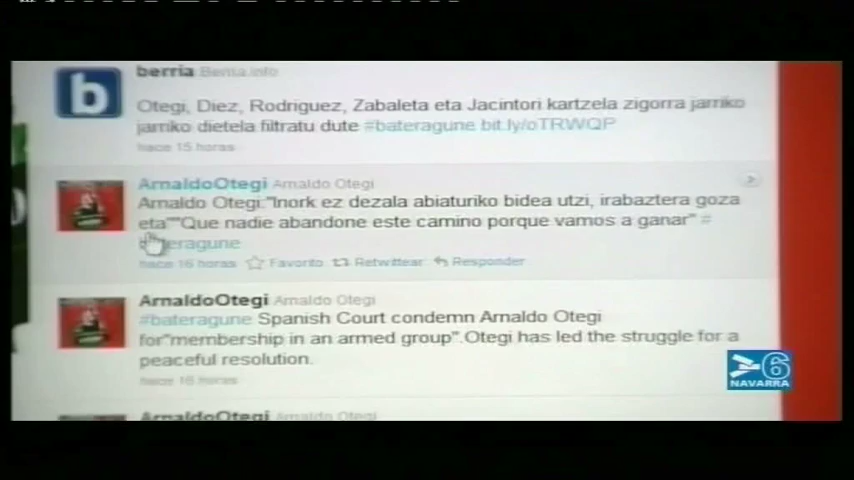 berria Berria.info
b
Otegi, Diez, Rodriguez, Zabaleta eta Jacintori kartzela zigorra jarriko
jarriko dietela filtratu dute #bateragune bit.ly/oTRWQP
hace 15 horas
ArnaldoOtegi Arnaldo Otegi
Arnaldo Otegi:"Inork ez dezala abiaturiko bidea utzi, irabaztera goza
eta""Que nadie abandone este camino porque vamos a ganar" #
hace 16 horas Favorito Retwittear Responder
ArnaldoOtegi Arnaldo Otegi
#bateragune Spanish Court condemn Arnaldo Otegi
for"membership in an armed group".Otegi has led the struggle for a
peaceful resolution.
hace 16 horas
6
NAVARRA
ArnaldoOtegi Arnaldo Otegi